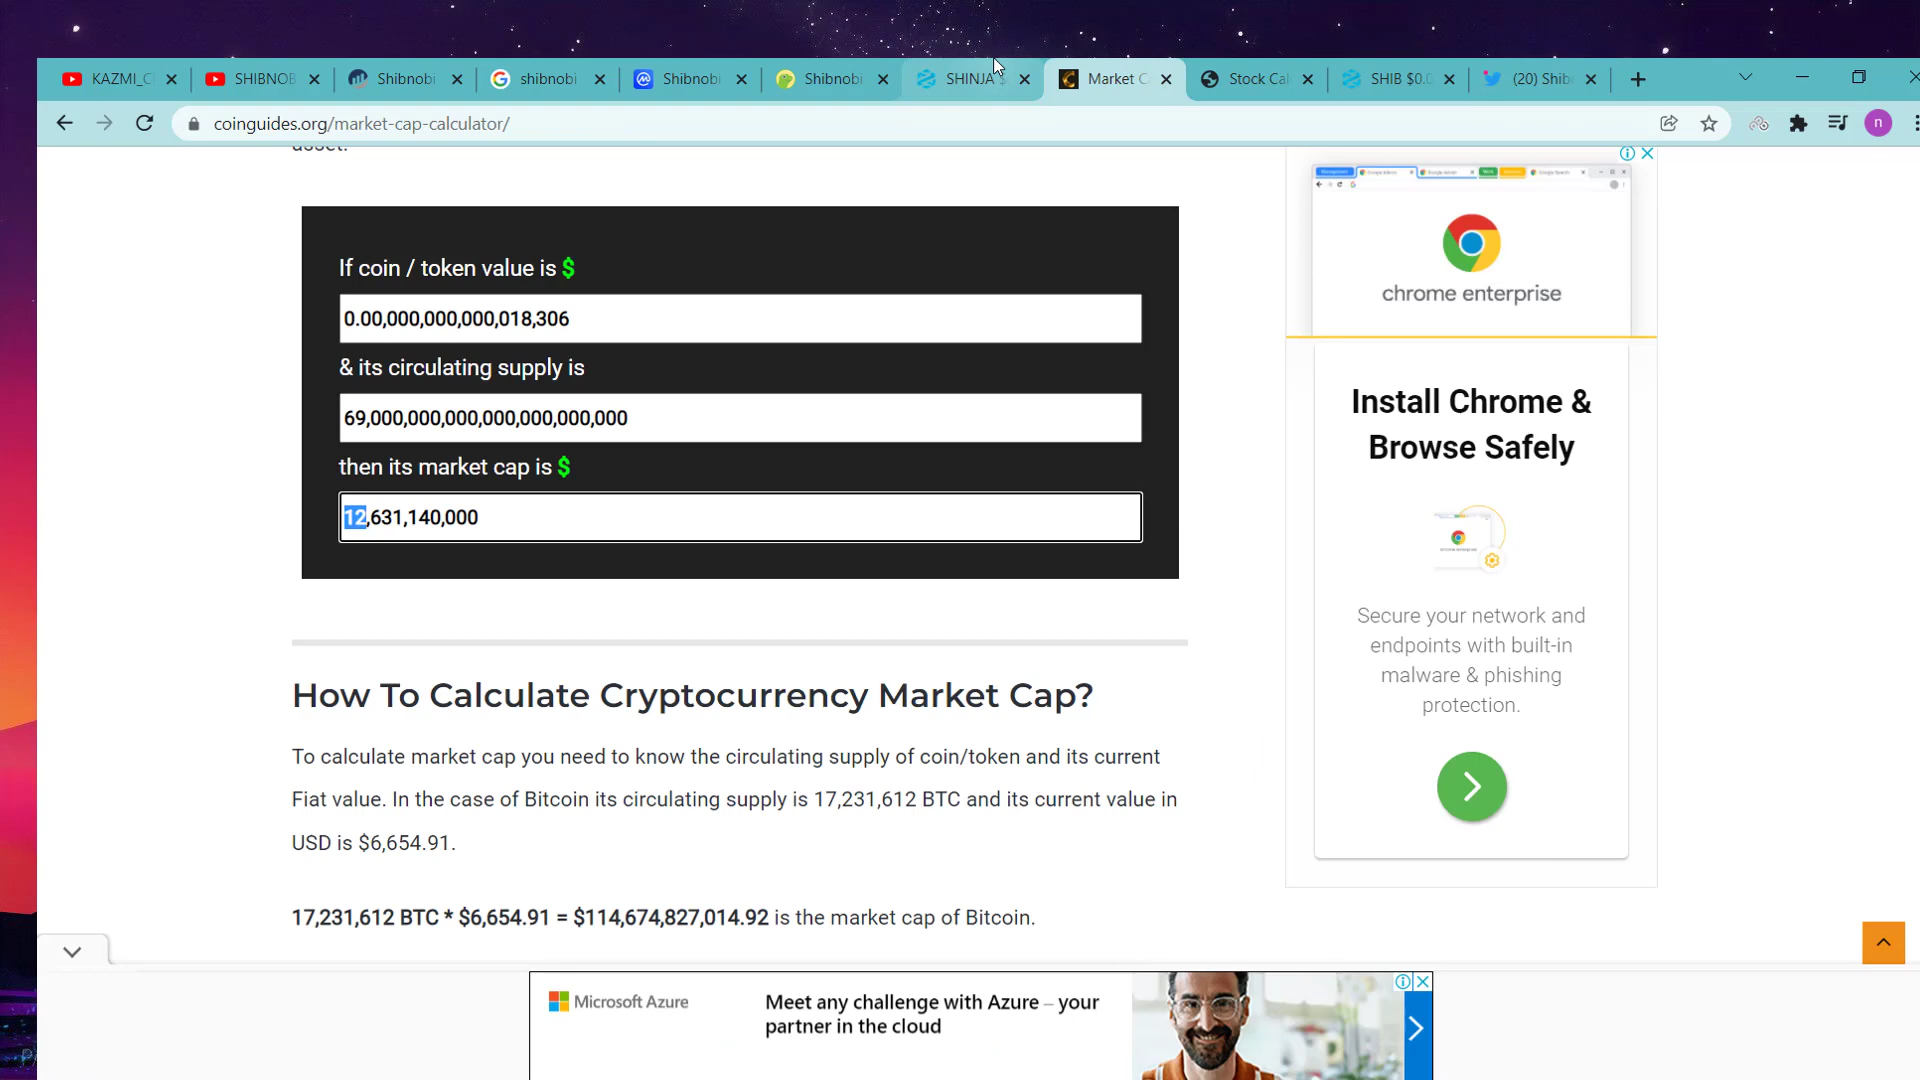 KAZMI_C
SHIBNOB
Shibnobi
shibnobi
Shibnobi
Shibnobi
SHINJA $
Market C
Stock Cal
SHIB $0.0
(20) Shib
coinguides.org/market-cap-calculator/
n
asset.
If coin / token value is $
0.00,000,000,000,018,306
& its circulating supply is
69,000,000,000,000,000,000,000
then its market cap is $
12,631,140,000
How To Calculate Cryptocurrency Market Cap?
To calculate market cap you need to know the circulating supply of coin/token and its current
Fiat value. In the case of Bitcoin its circulating supply is 17,231,612 BTC and its current value in
USD is $6,654.91.
17,231,612 BTC * $6,654.91 = $114,674,827,014.92 is the market cap of Bitcoin.
chrome enterprise
Install Chrome &
Browse Safely
Secure your network and
endpoints with built-in
malware & phishing
protection.
Microsoft Azure
Meet any challenge with Azure – your
partner in the cloud